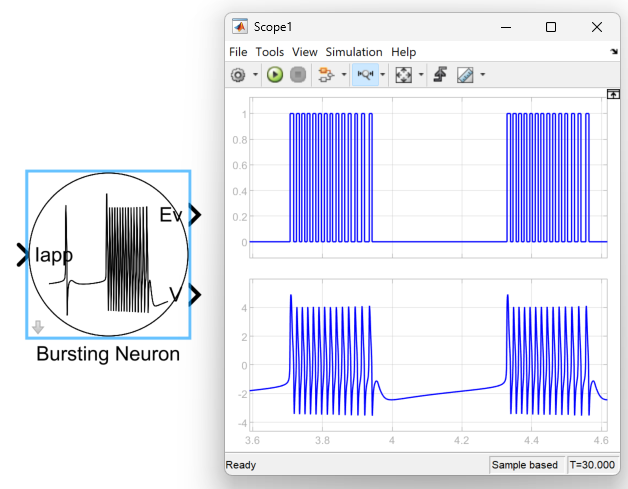 Scope1
File Tools View Simulation Help
1
0.8
0.6
0.4
0.2
0
4
2
0
-2
-4
3.6 3.8 4 4.2 4.4 4.6
Ready Sample based T=30.000
Iapp
Ev
V
Bursting Neuron